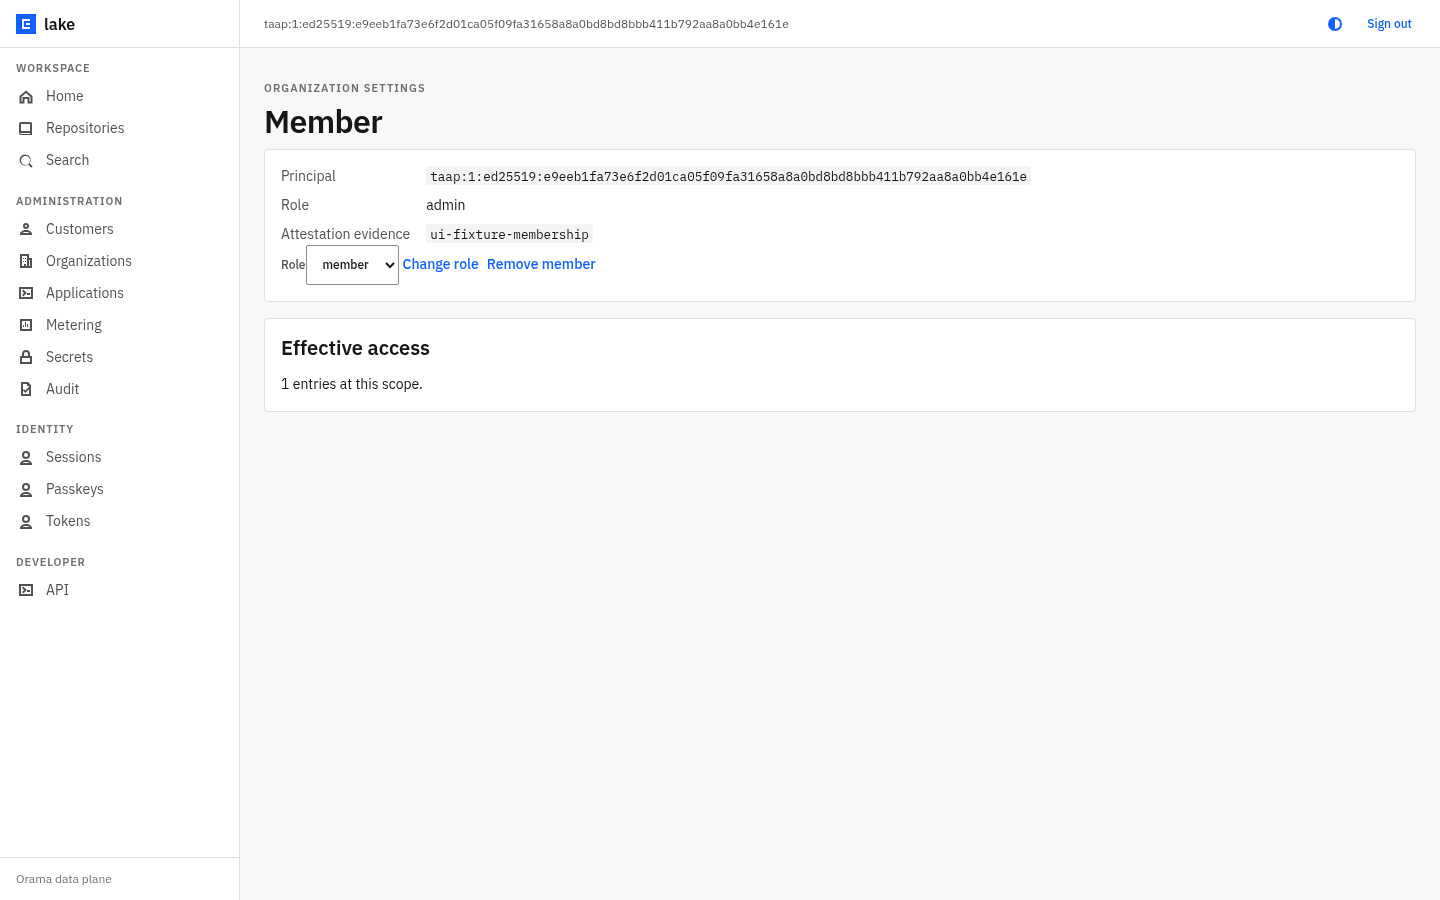 lake
taap:1:ed25519:e9eeb1fa73e6f2d01ca05f09fa31658a8a0bd8bd8bbb411b792aa8a0bb4e161e
Sign out
WORKSPACE
Home
Repositories
Search
ADMINISTRATION
Customers
Organizations
Applications
Metering
Secrets
Audit
IDENTITY
Sessions
Passkeys
Tokens
DEVELOPER
API
Orama data plane
ORGANIZATION SETTINGS
Member
Principal taap:1:ed25519:e9eeb1fa73e6f2d01ca05f09fa31658a8a0bd8bd8bbb411b792aa8a0bb4e161e
Role admin
Attestation evidence ui-fixture-membership
Role member Change role Remove member
Effective access
1 entries at this scope.